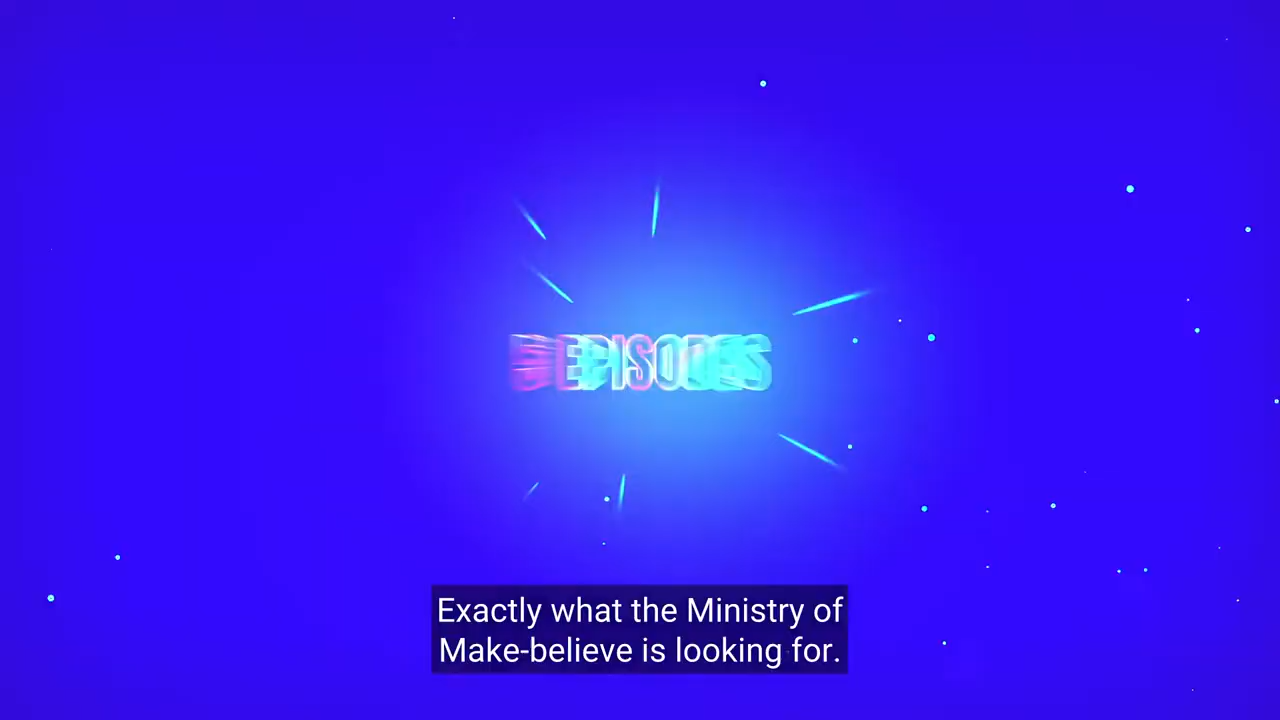 EPISODES
Exactly what the Ministry of
Make-believe is looking for.